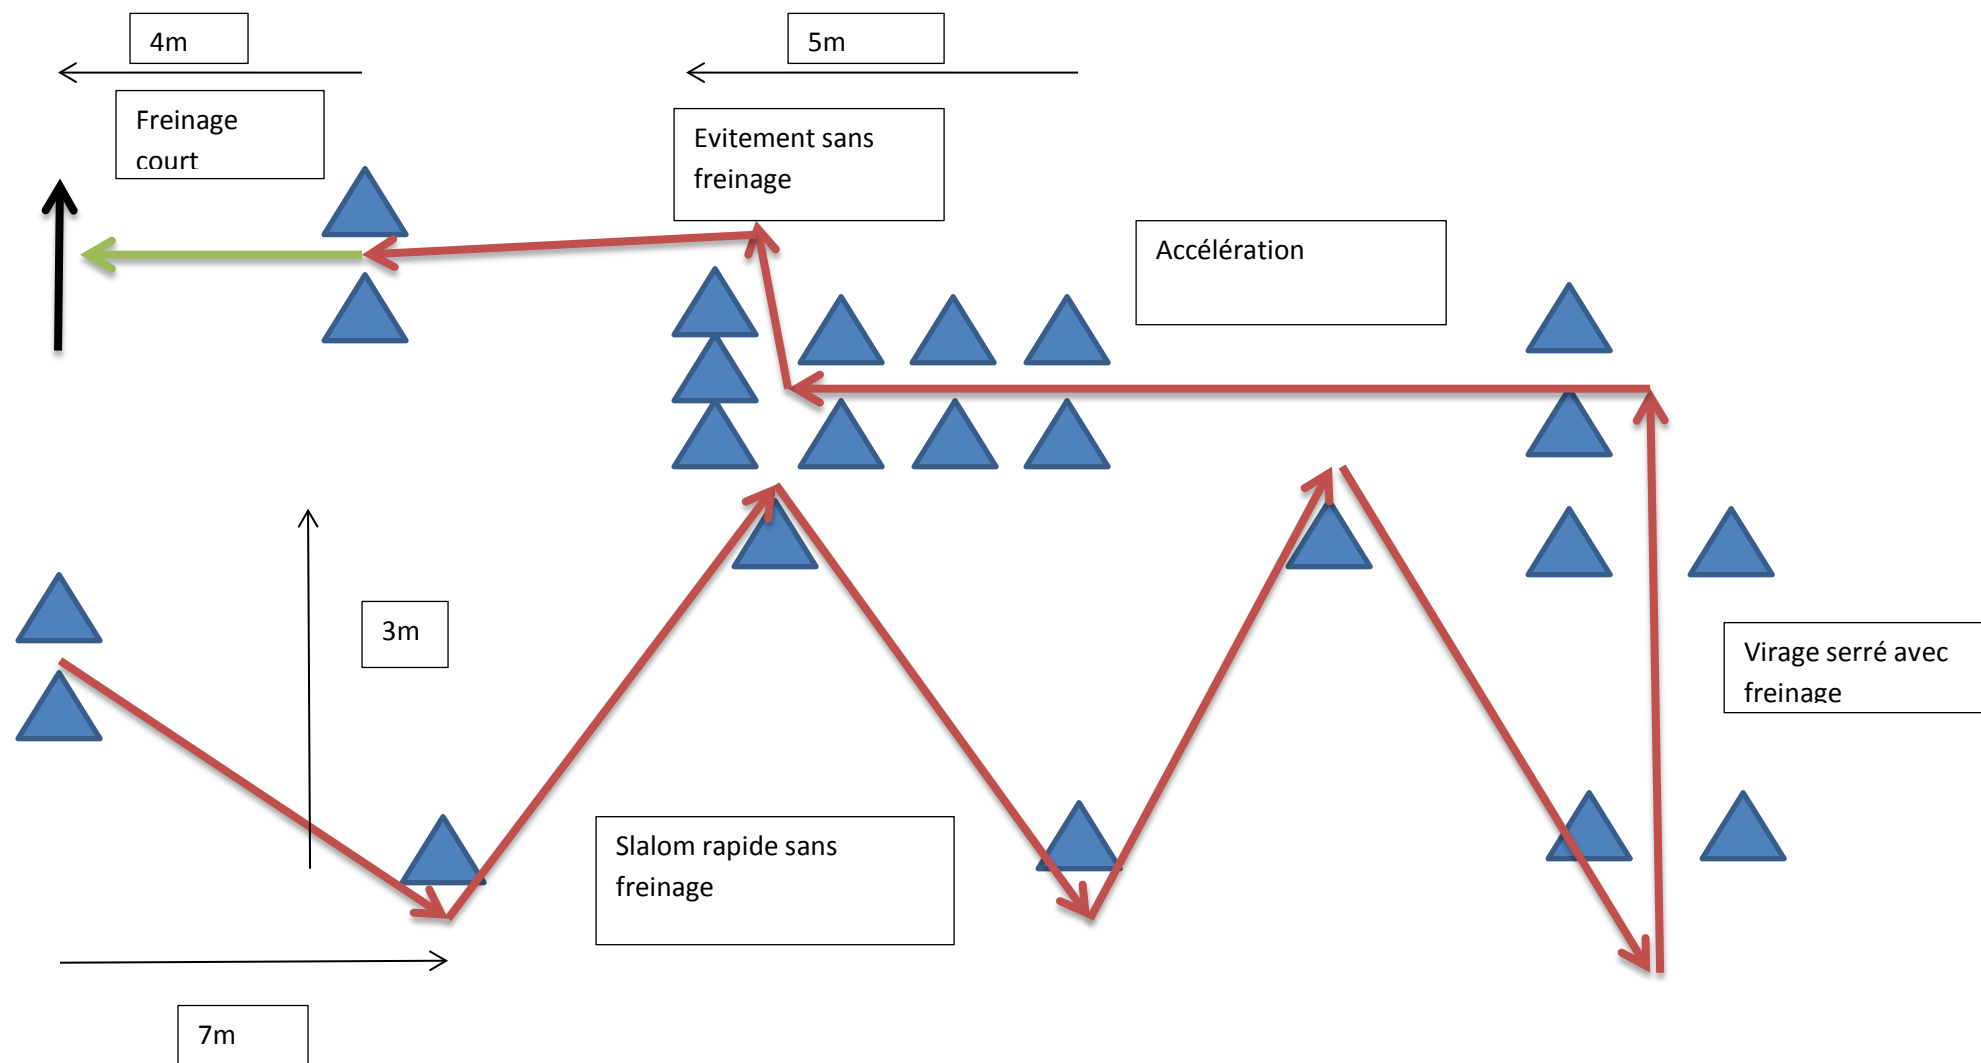 4m
5m
Freinage
court
Evitement sans
freinage
Accélération
3m
Virage serré avec
freinage
Slalom rapide sans
freinage
7m